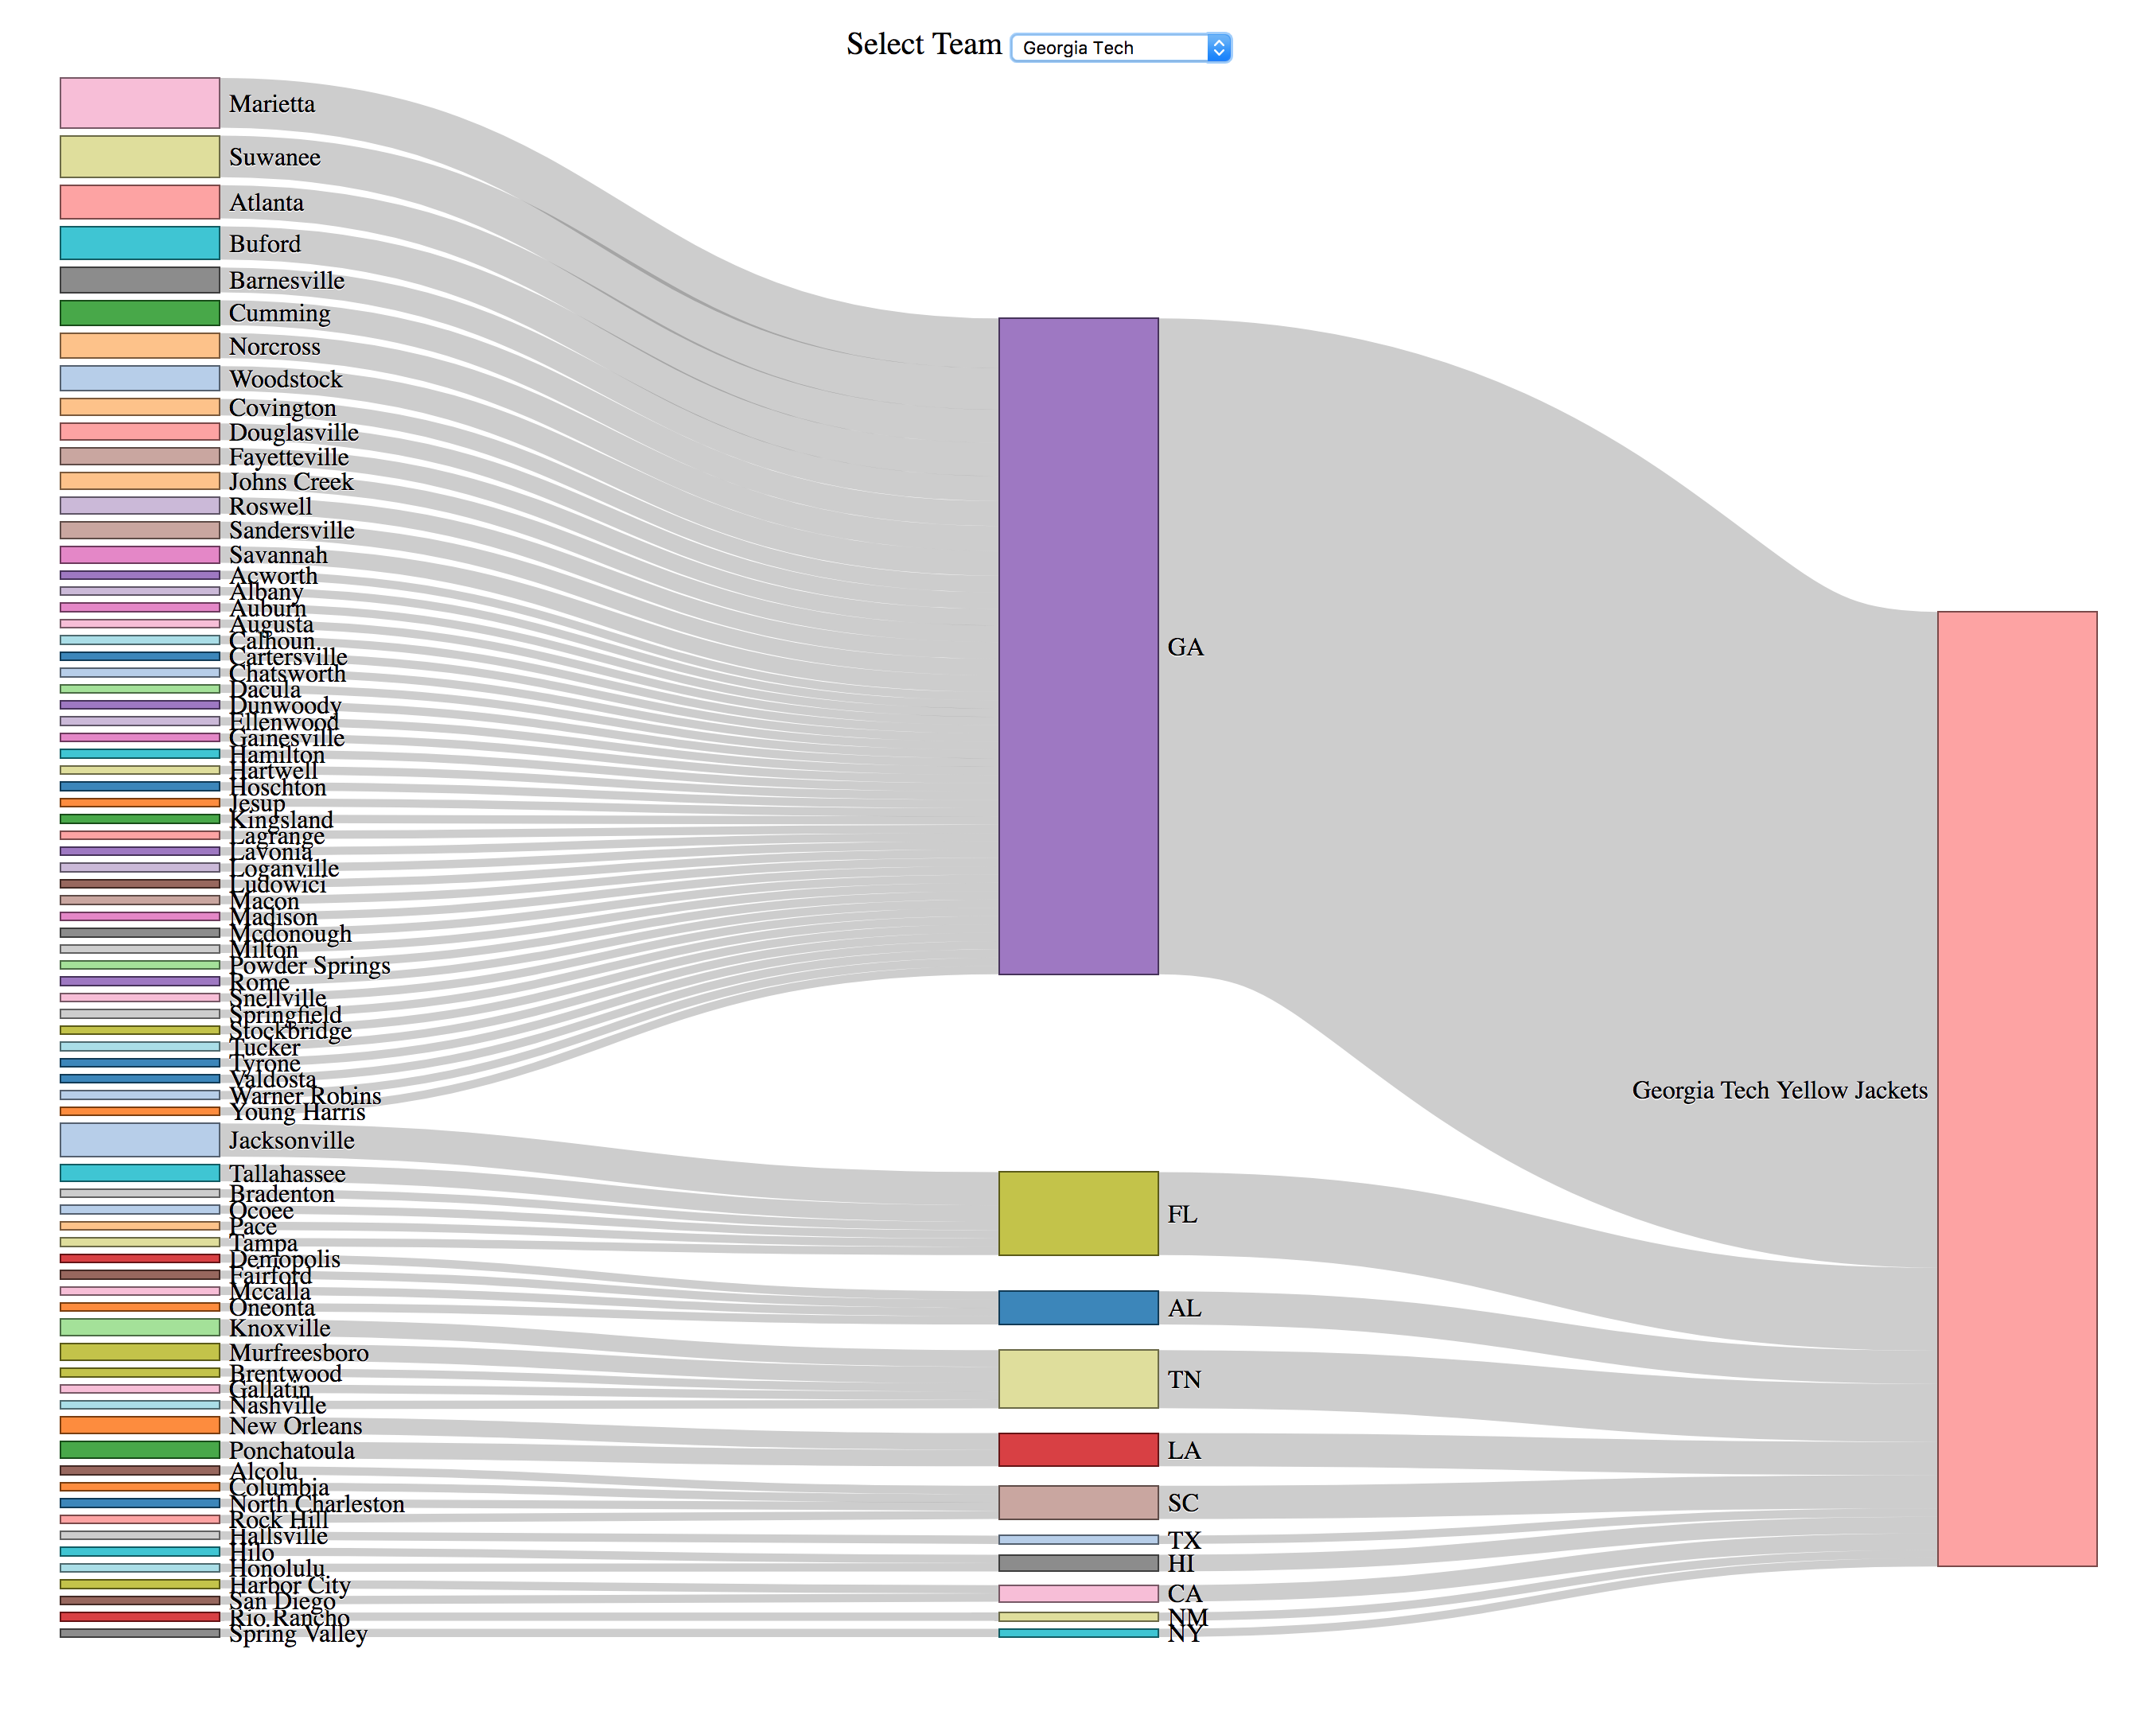 Select Team Georgia Tech
Marietta
Suwanee
Atlanta
Buford
Barnesville
Cumming
Norcross
Woodstock
Covington
Douglasville
Fayetteville
Johns Creek
Roswell
Sandersville
Savannah
Acworth
Albany
Auburn
Augusta
Calhoun
Cartersville
Chatsworth
Dacula
Dunwoody
Ellenwood
Gainesville
Hamilton
Hartwell
Hoschton
Jesup
Kingsland
Lagrange
Lavonia
Loganville
Ludowici
Macon
Madison
Mcdonough
Milton
Powder Springs
Rome
Snellville
Springfield
Stockbridge
Tucker
Tyrone
Valdosta
Warner Robins
Young Harris
Jacksonville
Tallahassee
Bradenton
Ocoee
Pace
Tampa
Demopolis
Fairford
Mccalla
Oneonta
Knoxville
Murfreesboro
Brentwood
Gallatin
Nashville
New Orleans
Ponchatoula
Alcolu
Columbia
North Charleston
Rock Hill
Hallsville
Hilo
Honolulu
Harbor City
San Diego
Rio Rancho
Spring Valley
GA
FL
AL
TN
LA
SC
TX
HI
CA
NM
NY
Georgia Tech Yellow Jackets